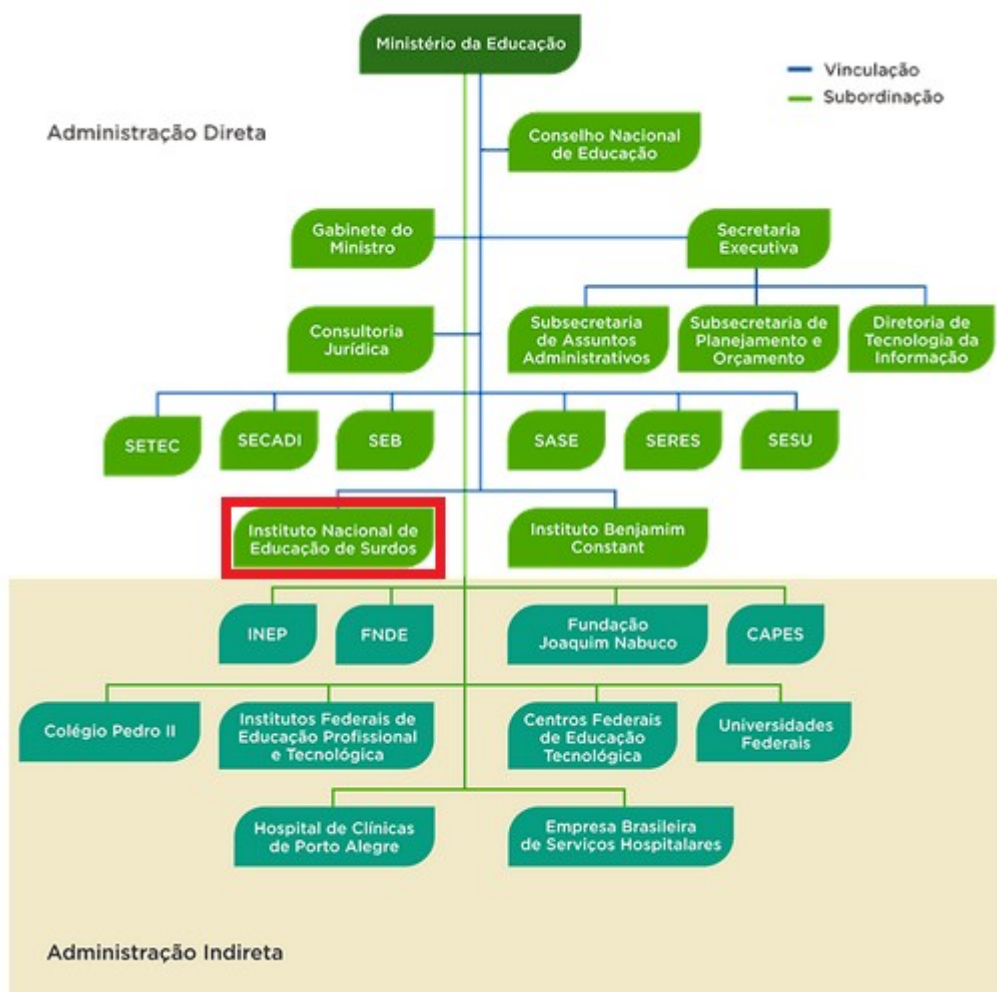 Ministério da Educação
Vinculação
Subordinação
Administração Direta
Conselho Nacional
de Educação
Gabinete do
Ministro
Secretaria
Executiva
Consultoria
Jurídica
Subsecretaria
de Assuntos
Administrativos
Subsecretaria de
Planejamento e
Orçamento
Diretoria de
Tecnologia da
Informação
SETEC
SECADI
SEB
SASE
SERES
SESU
Instituto Nacional de
Educação de Surdos
Instituto Benjamim
Constant
INEP
FNDE
Fundação
Joaquim Nabuco
CAPES
Colégio Pedro II
Institutos Federais de
Educação Profissional
e Tecnológica
Centros Federais
de Educação
Tecnológica
Universidades
Federais
Hospital de Clínicas
de Porto Alegre
Empresa Brasileira
de Serviços Hospitalares
Administração Indireta